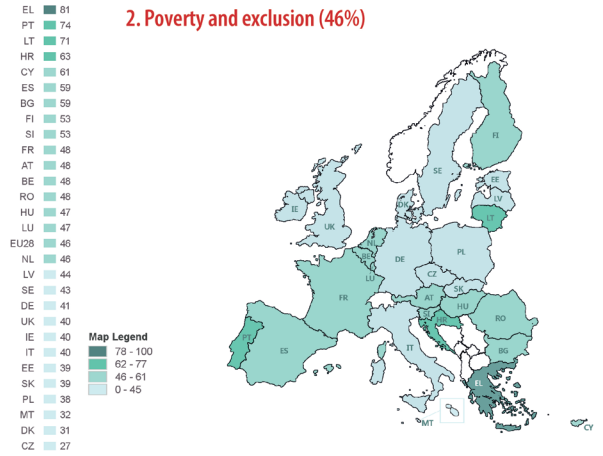 2. Poverty and exclusion (46%)
EL 81
PT 74
LT 71
HR 63
CY 61
ES 59
BG 59
FI 53
SI 53
FR 48
AT 48
BE 48
RO 48
HU 47
LU 47
EU28 46
NL 46
LV 44
SE 43
DE 41
UK 40
IE 40
IT 40
EE 39
SK 39
PL 38
MT 32
DK 31
CZ 27
Map Legend
78 - 100
62 - 77
46 - 61
0 - 45
FI
SE
EE
LV
LT
DK
IE
UK
NL
BE
LU
DE
PL
CZ
SK
AT
HU
SI
HR
RO
BG
FR
IT
PT
ES
EL
MT
CY